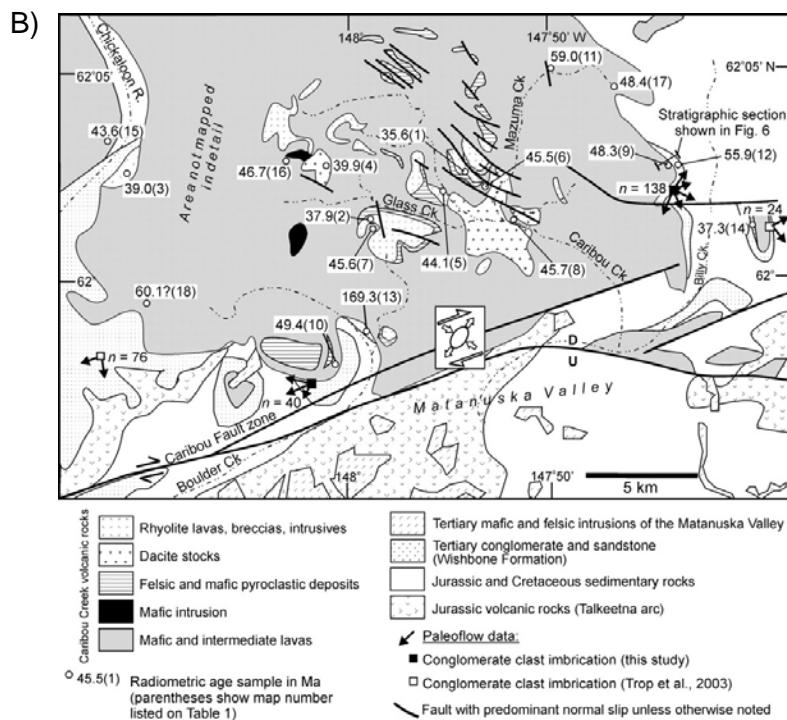 B)
148°
147°50' W
62°05'
62°05' N
Chickaloon R.
Area not mapped
in detail
Mazuma Ck
59.0(11)
48.4(17)
Stratigraphic section
shown in Fig. 6
35.6(1)
43.6(15)
39.0(3)
46.7(16)
39.9(4)
45.5(6)
48.3(9)
55.9(12)
n = 138
n = 24
Glass Ck
37.9(2)
45.6(7)
44.1(5)
45.7(8)
Caribou Ck
37.3(14)
Billy Ck
62°
60.1?(18)
169.3(13)
49.4(10)
D
U
n = 76
n = 40
Matanuska Valley
Caribou Fault zone
Boulder Ck
148°
147°50'
5 km
Caribou Creek volcanic rocks
Rhyolite lavas, breccias, intrusives
Dacite stocks
Felsic and mafic pyroclastic deposits
Mafic intrusion
Mafic and intermediate lavas
45.5(1) Radiometric age sample in Ma
(parentheses show map number
listed on Table 1)
Tertiary mafic and felsic intrusions of the Matanuska Valley
Tertiary conglomerate and sandstone
(Wishbone Formation)
Jurassic and Cretaceous sedimentary rocks
Jurassic volcanic rocks (Talkeetna arc)
Paleoflow data:
Conglomerate clast imbrication (this study)
Conglomerate clast imbrication (Trop et al., 2003)
Fault with predominant normal slip unless otherwise noted